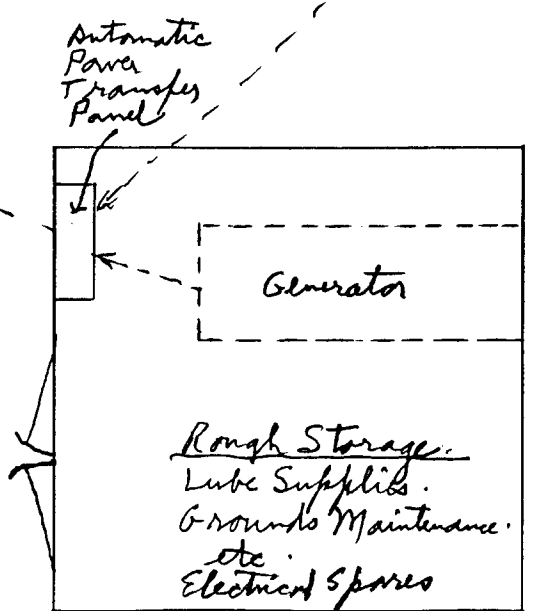 Automatic
Power
Transfer
Panel
Generator
Rough Storage.
Lube Supplies.
Grounds Maintenance.
etc.
Electrical Spares